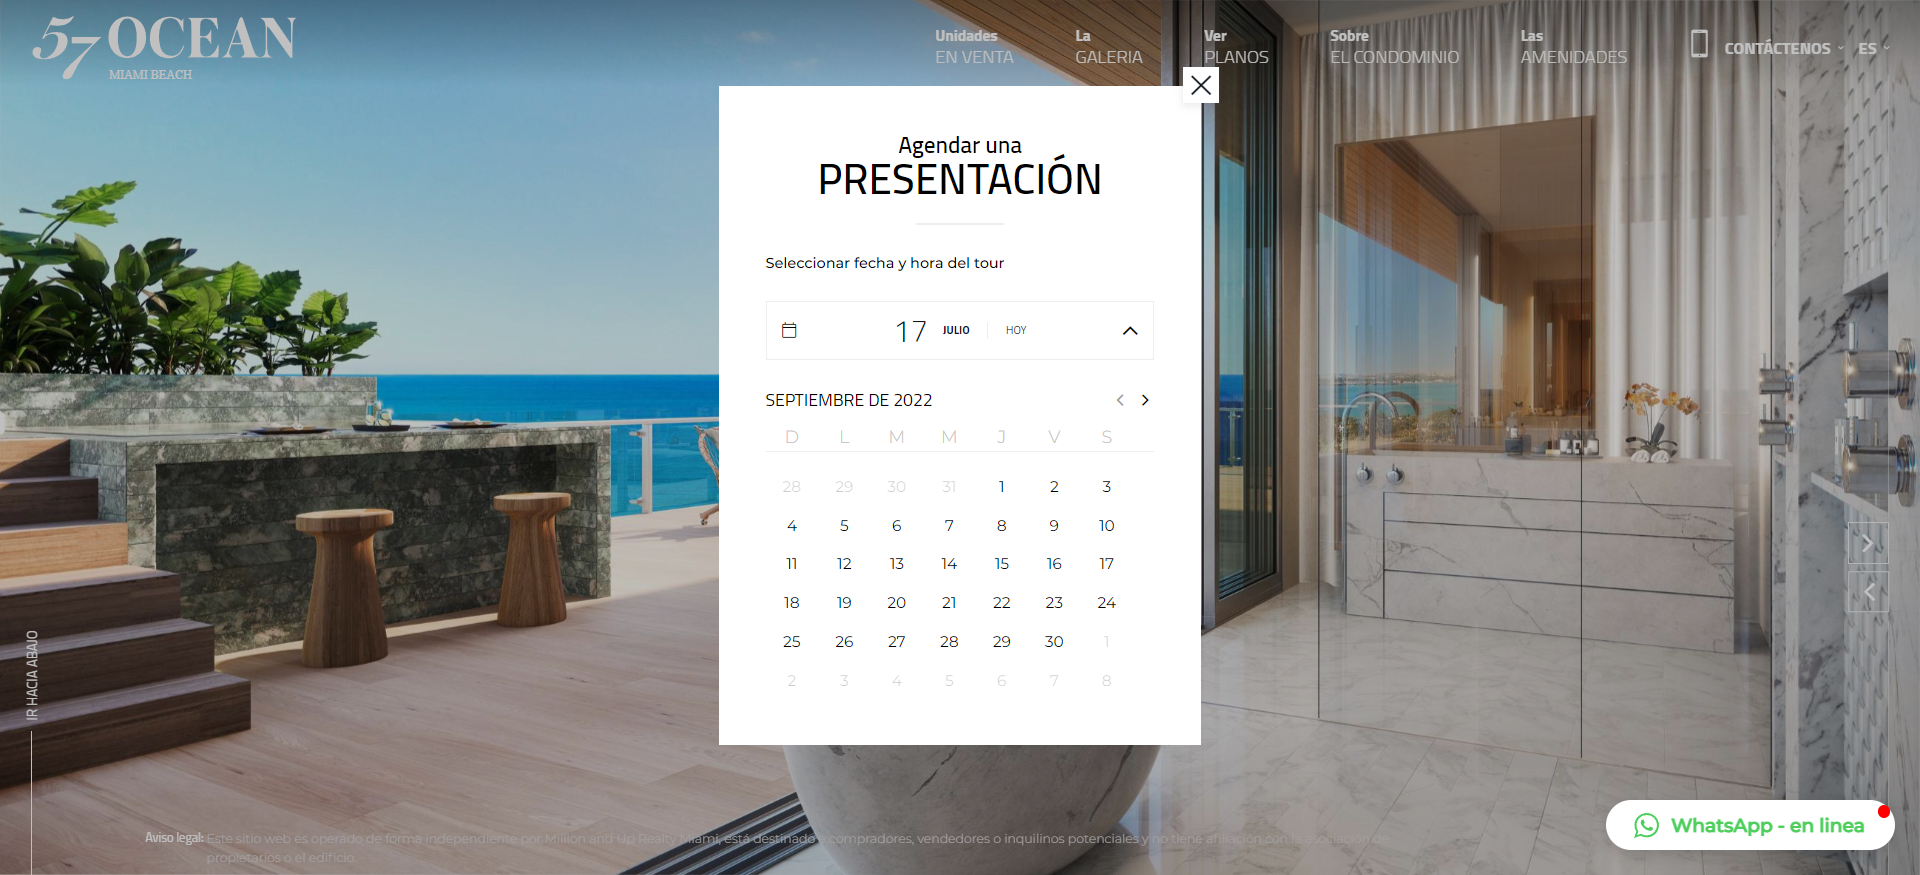 57 OCEAN
MIAMI BEACH
Unidades
EN VENTA
La
GALERIA
Ver
PLANOS
Sobre
EL CONDOMINIO
Las
AMENIDADES
CONTÁCTENOS
ES
Agendar una
PRESENTACIÓN
Seleccionar fecha y hora del tour
17 JULIO HOY
SEPTIEMBRE DE 2022
D L M M J V S
28 29 30 31 1 2 3
4 5 6 7 8 9 10
11 12 13 14 15 16 17
18 19 20 21 22 23 24
25 26 27 28 29 30 1
2 3 4 5 6 7 8
IR HACIA ABAJO
Aviso legal: Este sitio web es operado de forma independiente por Million and Up Realty Miami, está destinado a compradores, vendedores o inquilinos potenciales y no tiene afiliación con la asociación
propietarios o el edificio.
WhatsApp - en linea